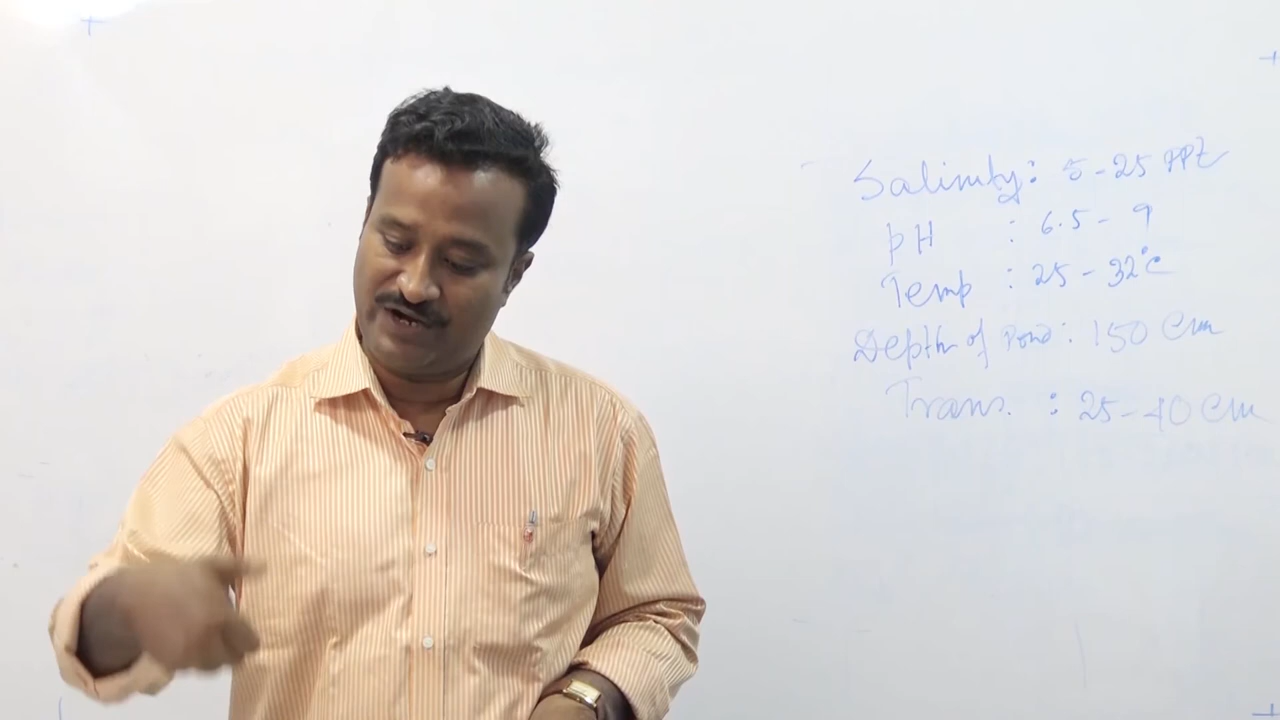 Salinity: 5-25 PPt
pH : 6.5-9
Temp : 25-32°C
Depth of Pond: 150 Cm
Trans. : 25-40 Cm